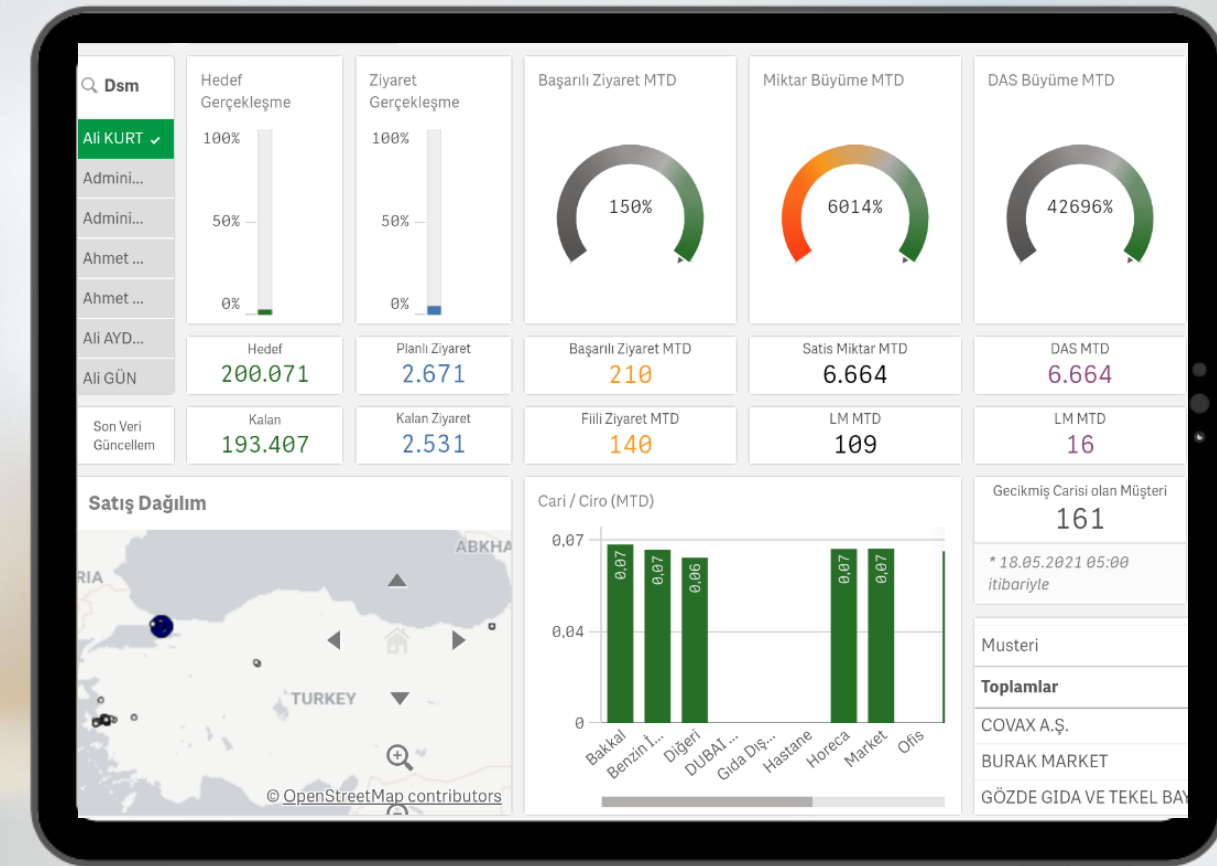 Dsm
Ali KURT
Admini...
Admini...
Ahmet ...
Ahmet ...
Ali AYD...
Ali GÜN
Son Veri
Güncellem
Hedef
Gerçekleşme
100%
50%
0%
Ziyaret
Gerçekleşme
100%
50%
0%
Başarılı Ziyaret MTD
150%
Miktar Büyüme MTD
6014%
DAS Büyüme MTD
42696%
Hedef
200.071
Planlı Ziyaret
2.671
Başarılı Ziyaret MTD
210
Satis Miktar MTD
6.664
DAS MTD
6.664
Kalan
193.407
Kalan Ziyaret
2.531
Fiili Ziyaret MTD
140
LM MTD
109
LM MTD
16
Satış Dağılım
ABKHA
RIA
TURKEY
© OpenStreetMap contributors
Cari / Ciro (MTD)
0,07
0,04
0
0,07
0,07
0,06
0,07
0,07
Bakkal
Benzin İ...
Diğeri
DUBAI ...
Gıda Dış...
Hastane
Horeca
Market
Ofis
Gecikmiş Carisi olan Müşteri
161
* 18.05.2021 05:00
itibariyle
Musteri
Toplamlar
COVAX A.Ş.
BURAK MARKET
GÖZDE GIDA VE TEKEL BAY